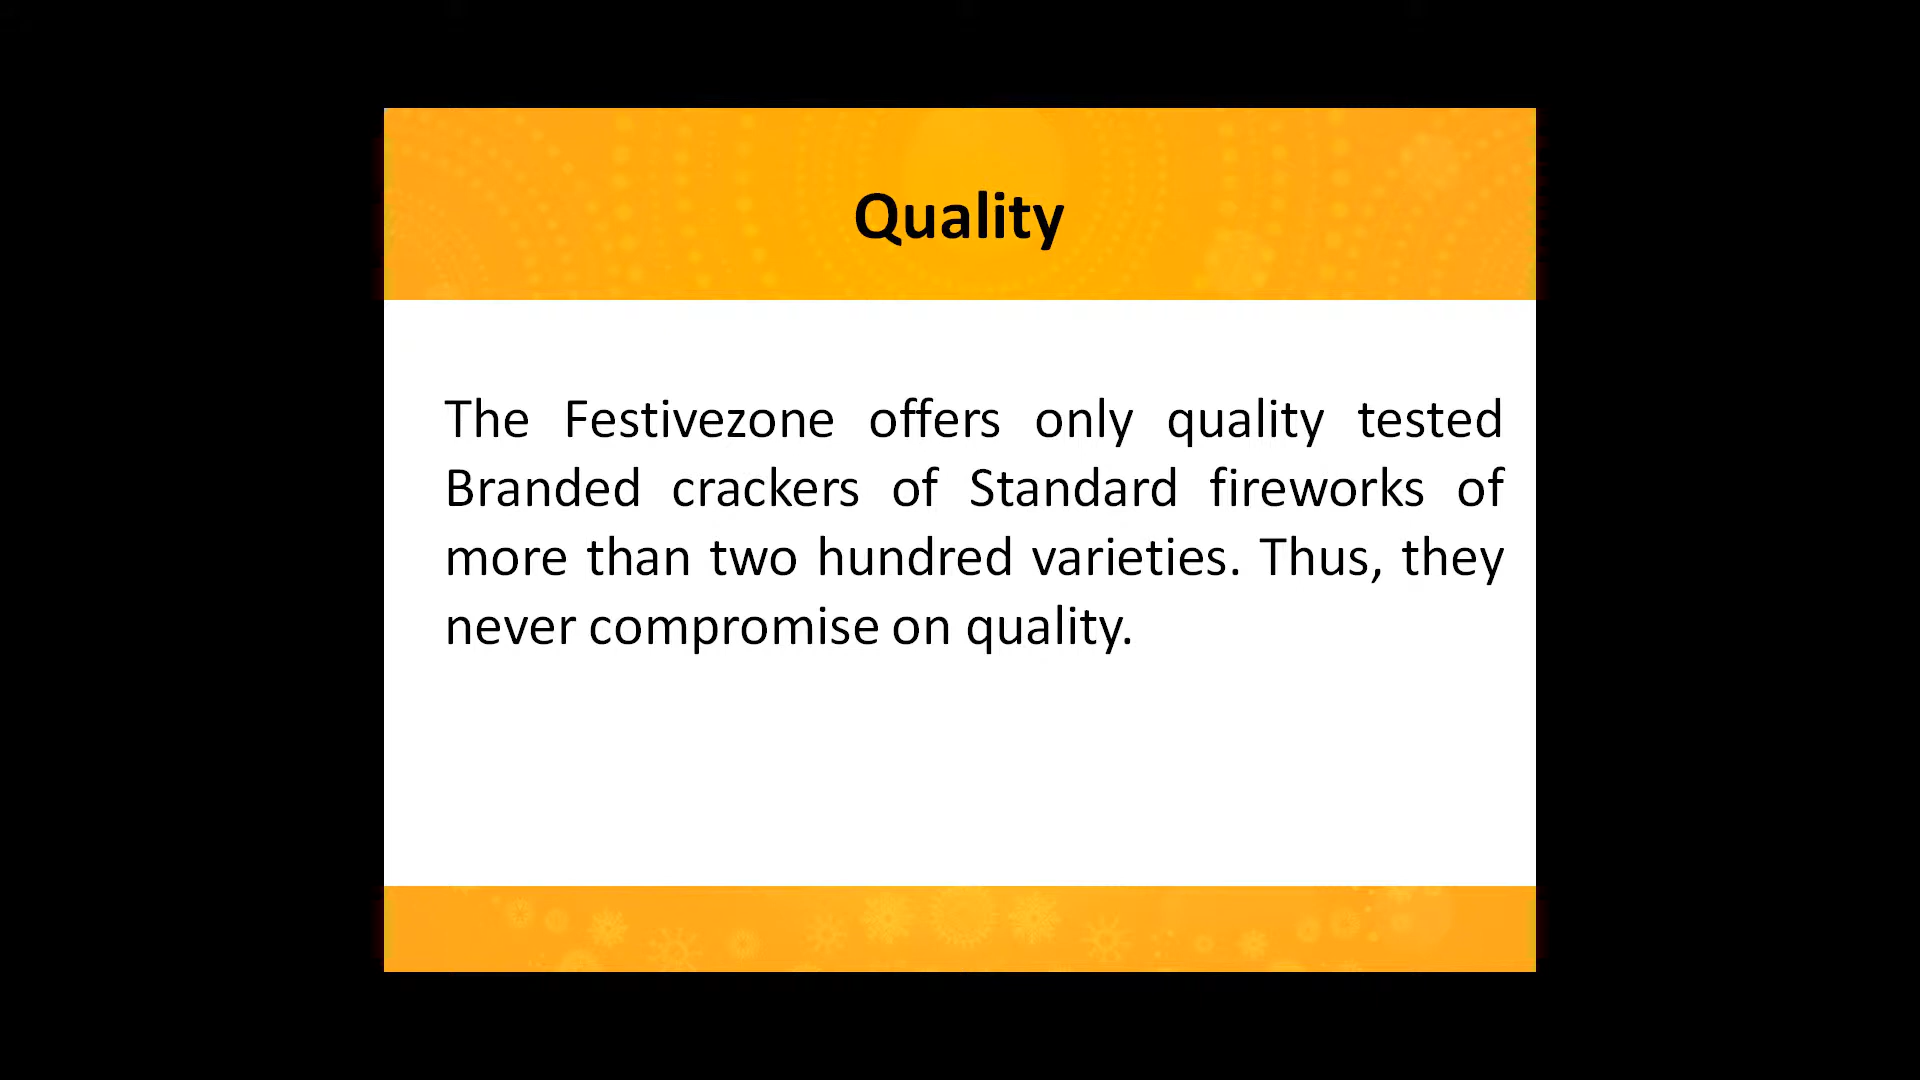 Quality
The Festivezone offers only quality tested
Branded crackers of Standard fireworks of
more than two hundred varieties. Thus, they
never compromise on quality.